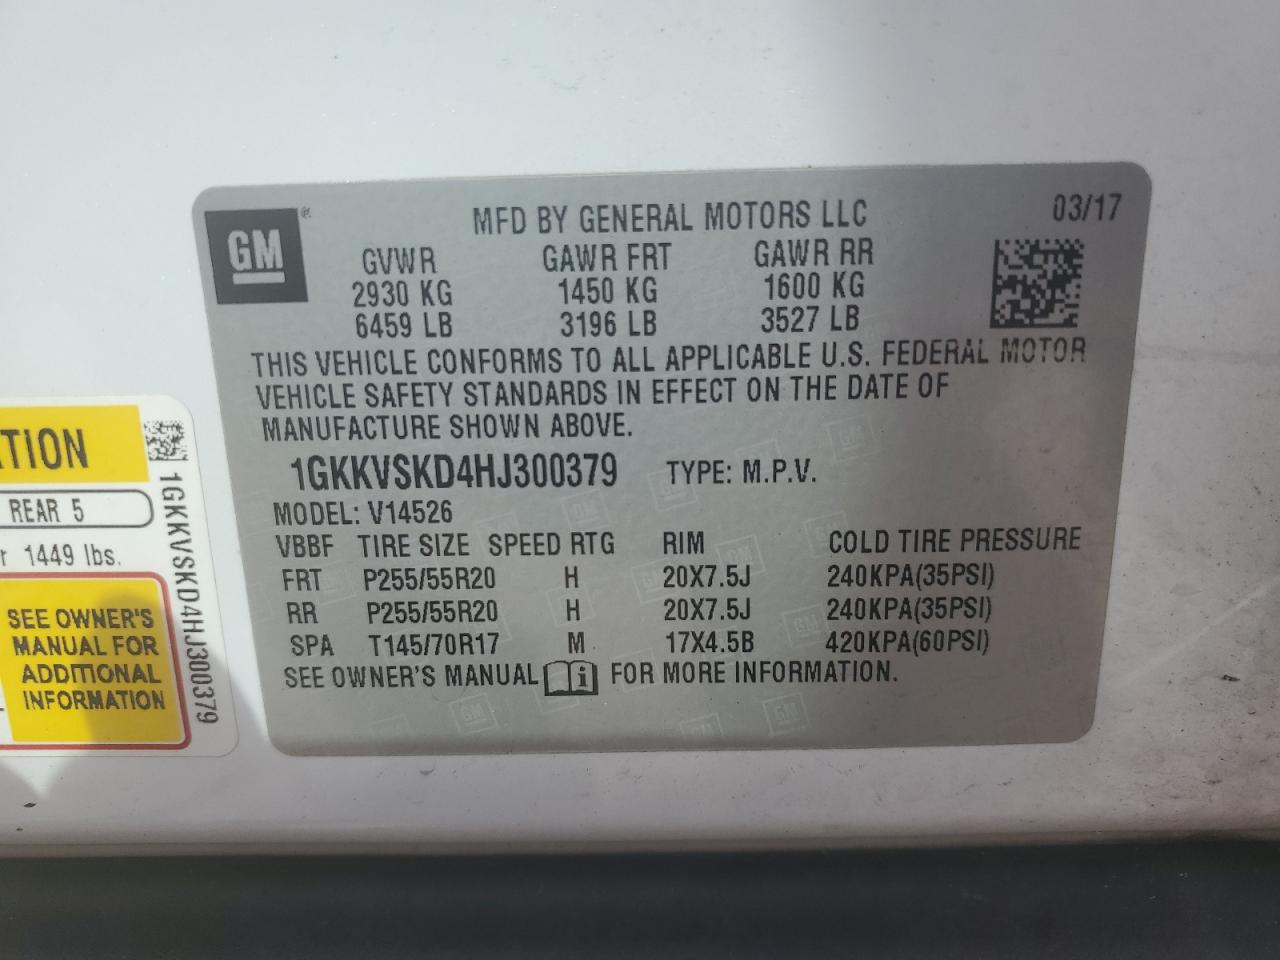 GM
®
MFD BY GENERAL MOTORS LLC
03/17
GVWR GAWR FRT GAWR RR
2930 KG 1450 KG 1600 KG
6459 LB 3196 LB 3527 LB
THIS VEHICLE CONFORMS TO ALL APPLICABLE U.S. FEDERAL MOTOR
VEHICLE SAFETY STANDARDS IN EFFECT ON THE DATE OF
MANUFACTURE SHOWN ABOVE.
1GKKVSKD4HJ300379 TYPE: M.P.V.
MODEL: V14526
VBBF TIRE SIZE SPEED RTG RIM COLD TIRE PRESSURE
FRT P255/55R20 H 20X7.5J 240KPA(35PSI)
RR P255/55R20 H 20X7.5J 240KPA(35PSI)
SPA T145/70R17 M 17X4.5B 420KPA(60PSI)
SEE OWNER'S MANUAL i FOR MORE INFORMATION.
TION
REAR 5
r 1449 lbs.
SEE OWNER'S
MANUAL FOR
ADDITIONAL
INFORMATION
1GKKVSKD4HJ300379